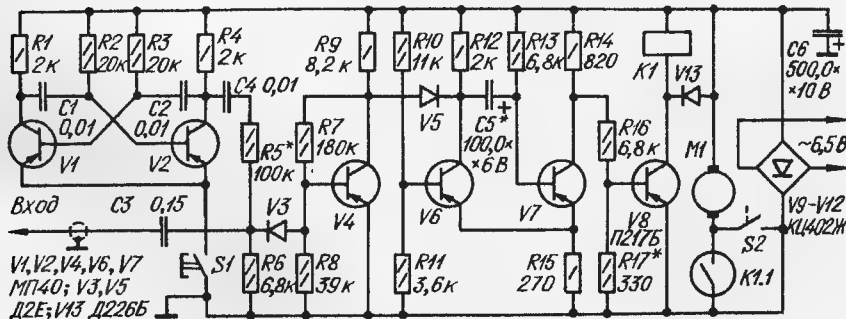 R1
2к
R2
20к
R3
20к
R4
2к
C4 0,01
C1
0,01
C2
0,01
V1
V2
R5*
100к
Вход
C3 0,15
V3
R6
6,8к
S1
R7
180к
R8
39к
R9
8,2к
V4
R10
11к
V5
R11
3,6к
R12
2к
C5*
100,0×
×6 В
V6
R13
6,8к
V7
R14
820
R15
270
R16
6,8к
V8
П217Б
R17*
330
K1
V13
M1
S2
K1.1
C6
500,0×
×10 В
~6,5 В
V9-V12
КЦ402Ж
V1, V2, V4, V6, V7
МП40; V3, V5
Д2Е; V13 Д226Б